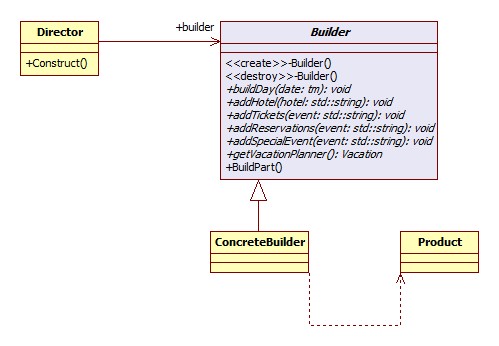 Director
+Construct()
+builder
Builder
<<create>>-Builder()
<<destroy>>-Builder()
+buildDay(date: tm): void
+addHotel(hotel: std::string): void
+addTickets(event: std::string): void
+addReservations(event: std::string): void
+addSpecialEvent(event: std::string): void
+getVacationPlanner(): Vacation
+BuildPart()
ConcreteBuilder
Product